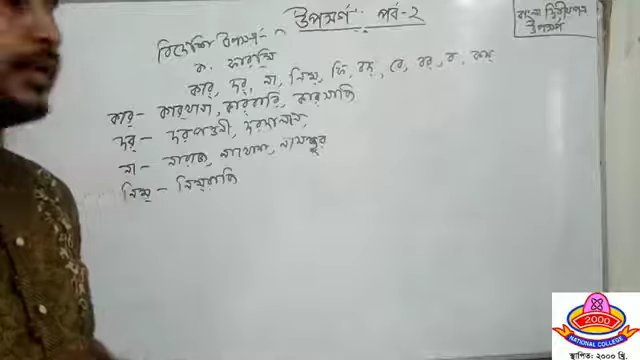 উপসর্গ: পর্ব-২
বাংলা দ্বিতীয়পত্র
উপসর্গ
বিদেশি উপসর্গ:
ক. ফারসি
কার, দর, না, নিম, ফি, বদ, বে, বর, ব, কম
কার্ - কারখানা, কারবারি, কারসাজি
দর্ - দরপত্তনী, দরদালান,
না - নারাজ, নাখোশ, নামঞ্জুর
নিম্ - নিমরাজি
2000
NATIONAL COLLEGE
স্থাপিত: ২০০০ খ্রি.